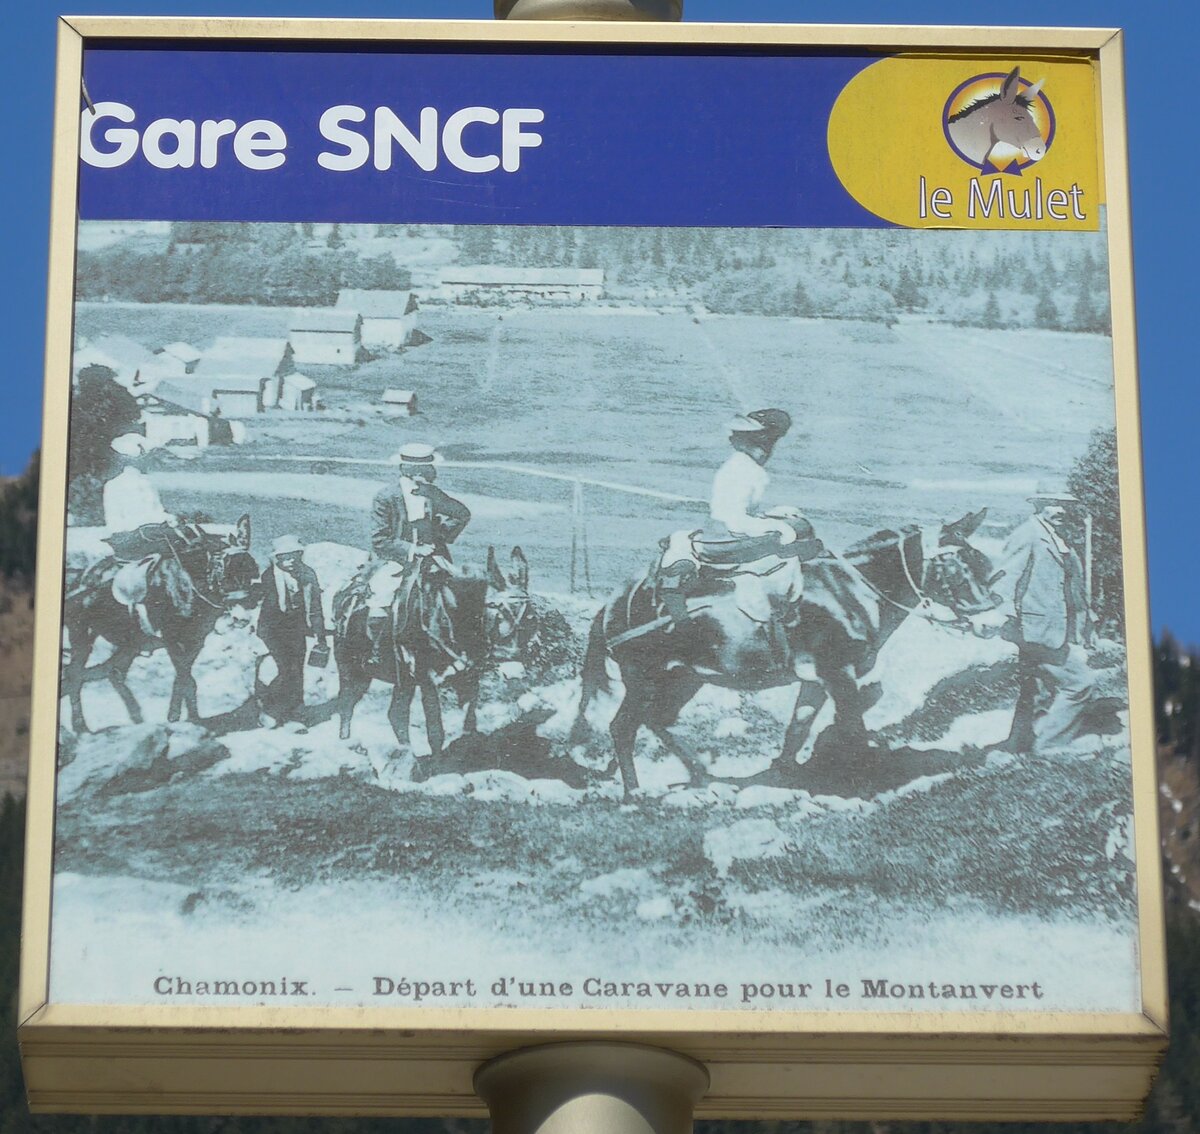 Gare SNCF
le Mulet
Chamonix. — Départ d'une Caravane pour le Montanvert